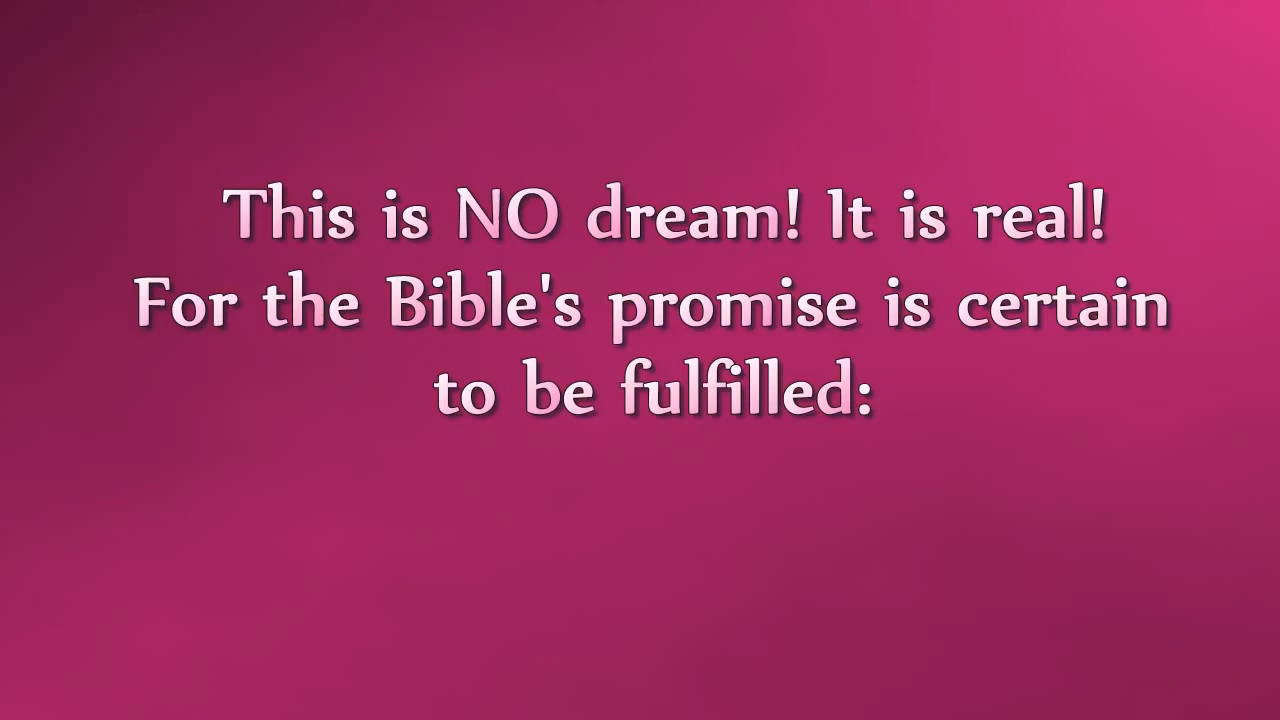 This is NO dream! It is real!
For the Bible's promise is certain
to be fulfilled: